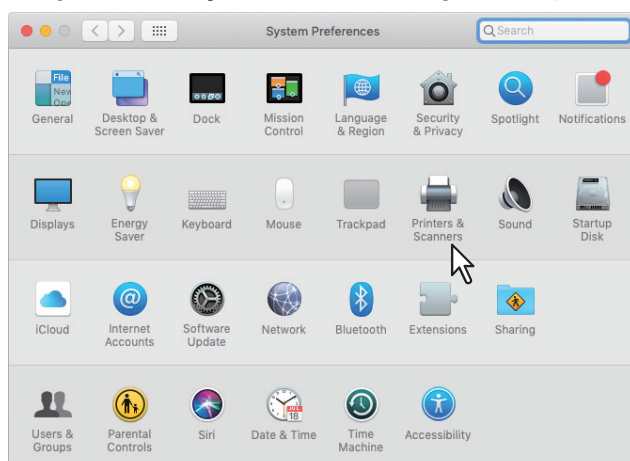 System Preferences
Search
File
New
Ope
General
Desktop &
Screen Saver
Dock
Mission
Control
Language
& Region
Security
& Privacy
Spotlight
Notifications
Displays
Energy
Saver
Keyboard
Mouse
Trackpad
Printers &
Scanners
Sound
Startup
Disk
iCloud
Internet
Accounts
Software
Update
Network
Bluetooth
Extensions
Sharing
Users &
Groups
Parental
Controls
Siri
JUL
18
Date & Time
Time
Machine
Accessibility